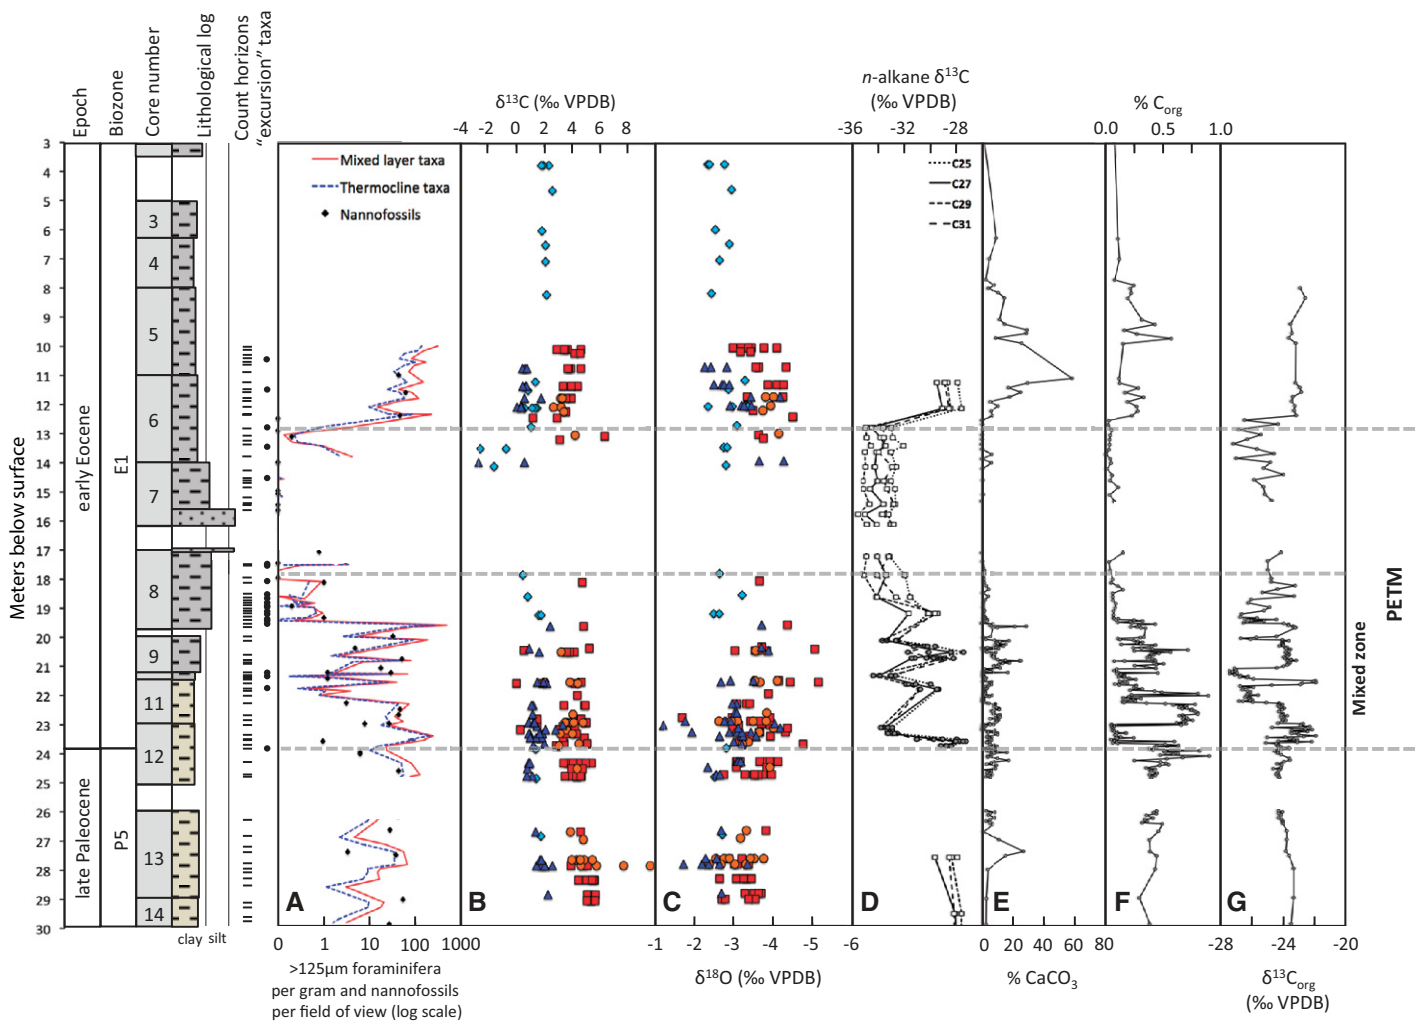 Epoch
Biozone
Core number
Lithological log
Count horizons
"excursion" taxa
δ13C (‰ VPDB)
-4 -2 0 2 4 6 8
n-alkane δ13C
(‰ VPDB)
-36 -32 -28
% Corg
0.0 0.5 1.0
Mixed layer taxa
Thermocline taxa
Nannofossils
C25
C27
C29
C31
Meters below surface
3
4
5
6
7
8
9
10
11
12
13
14
15
16
17
18
19
20
21
22
23
24
25
26
27
28
29
30
early Eocene
late Paleocene
E1
P5
3
4
5
6
7
8
9
11
12
13
14
PETM
Mixed zone
A B C D E F G
clay silt
0 1 10 100 1000
>125μm foraminifera
per gram and nannofossils
per field of view (log scale)
-1 -2 -3 -4 -5 -6
δ18O (‰ VPDB)
0 20 40 60 80
% CaCO3
-28 -24 -20
δ13Corg
(‰ VPDB)